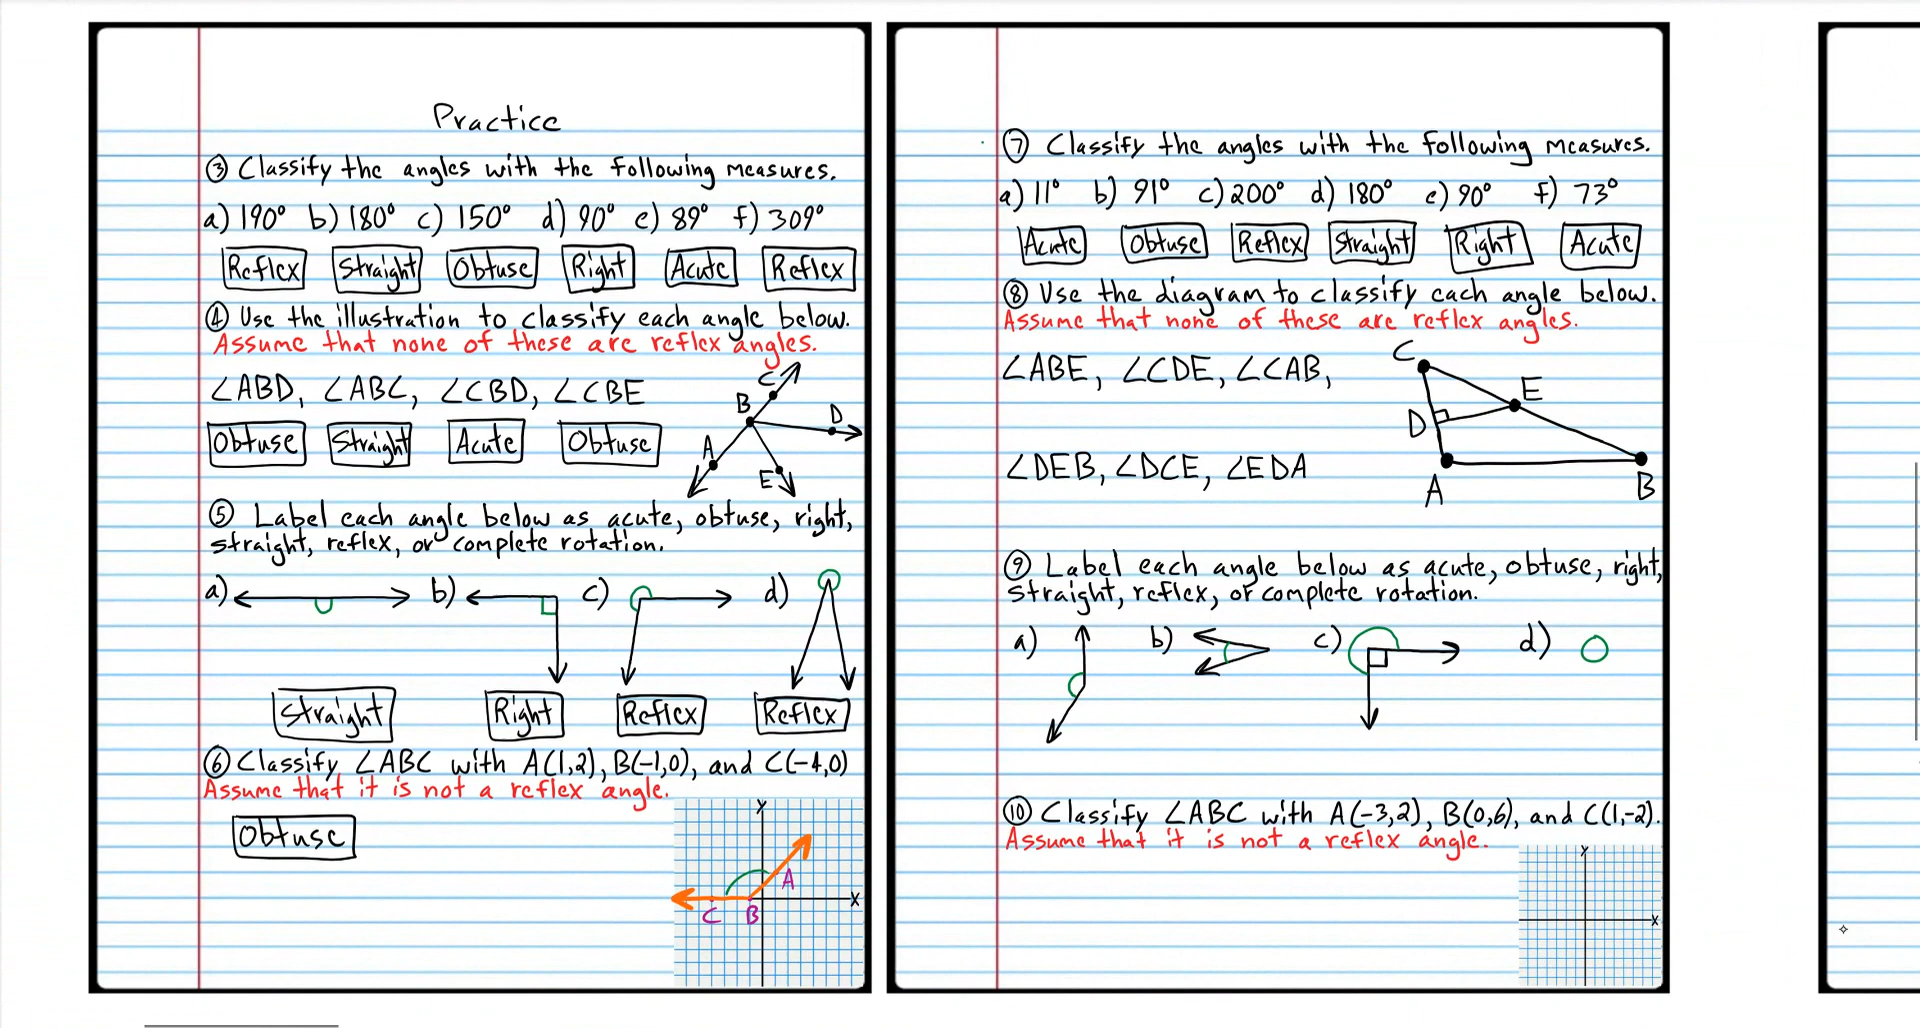 Practice
③ Classify the angles with the following measures.
a) 190° b) 180° c) 150° d) 90° e) 89° f) 309°
Reflex Straight Obtuse Right Acute Reflex
④ Use the illustration to classify each angle below.
Assume that none of these are reflex angles.
∠ABD, ∠ABC, ∠CBD, ∠CBE
Obtuse Straight Acute Obtuse
C
B
D
A
E
⑤ Label each angle below as acute, obtuse, right,
straight, reflex, or complete rotation.
a) b) c) d)
Straight Right Reflex Reflex
⑥ Classify ∠ABC with A(1,2), B(-1,0), and C(-4,0)
Assume that it is not a reflex angle.
Obtuse
Y
A
X
C B
⑦ Classify the angles with the following measures.
a) 11° b) 91° c) 200° d) 180° e) 90° f) 73°
Acute Obtuse Reflex Straight Right Acute
⑧ Use the diagram to classify each angle below.
Assume that none of these are reflex angles.
∠ABE, ∠CDE, ∠CAB,
C
E
D
∠DEB, ∠DCE, ∠EDA
A B
⑨ Label each angle below as acute, obtuse, right,
straight, reflex, or complete rotation.
a) b) c) d)
⑩ Classify ∠ABC with A(-3,2), B(0,6), and C(1,-2).
Assume that it is not a reflex angle.
Y
X